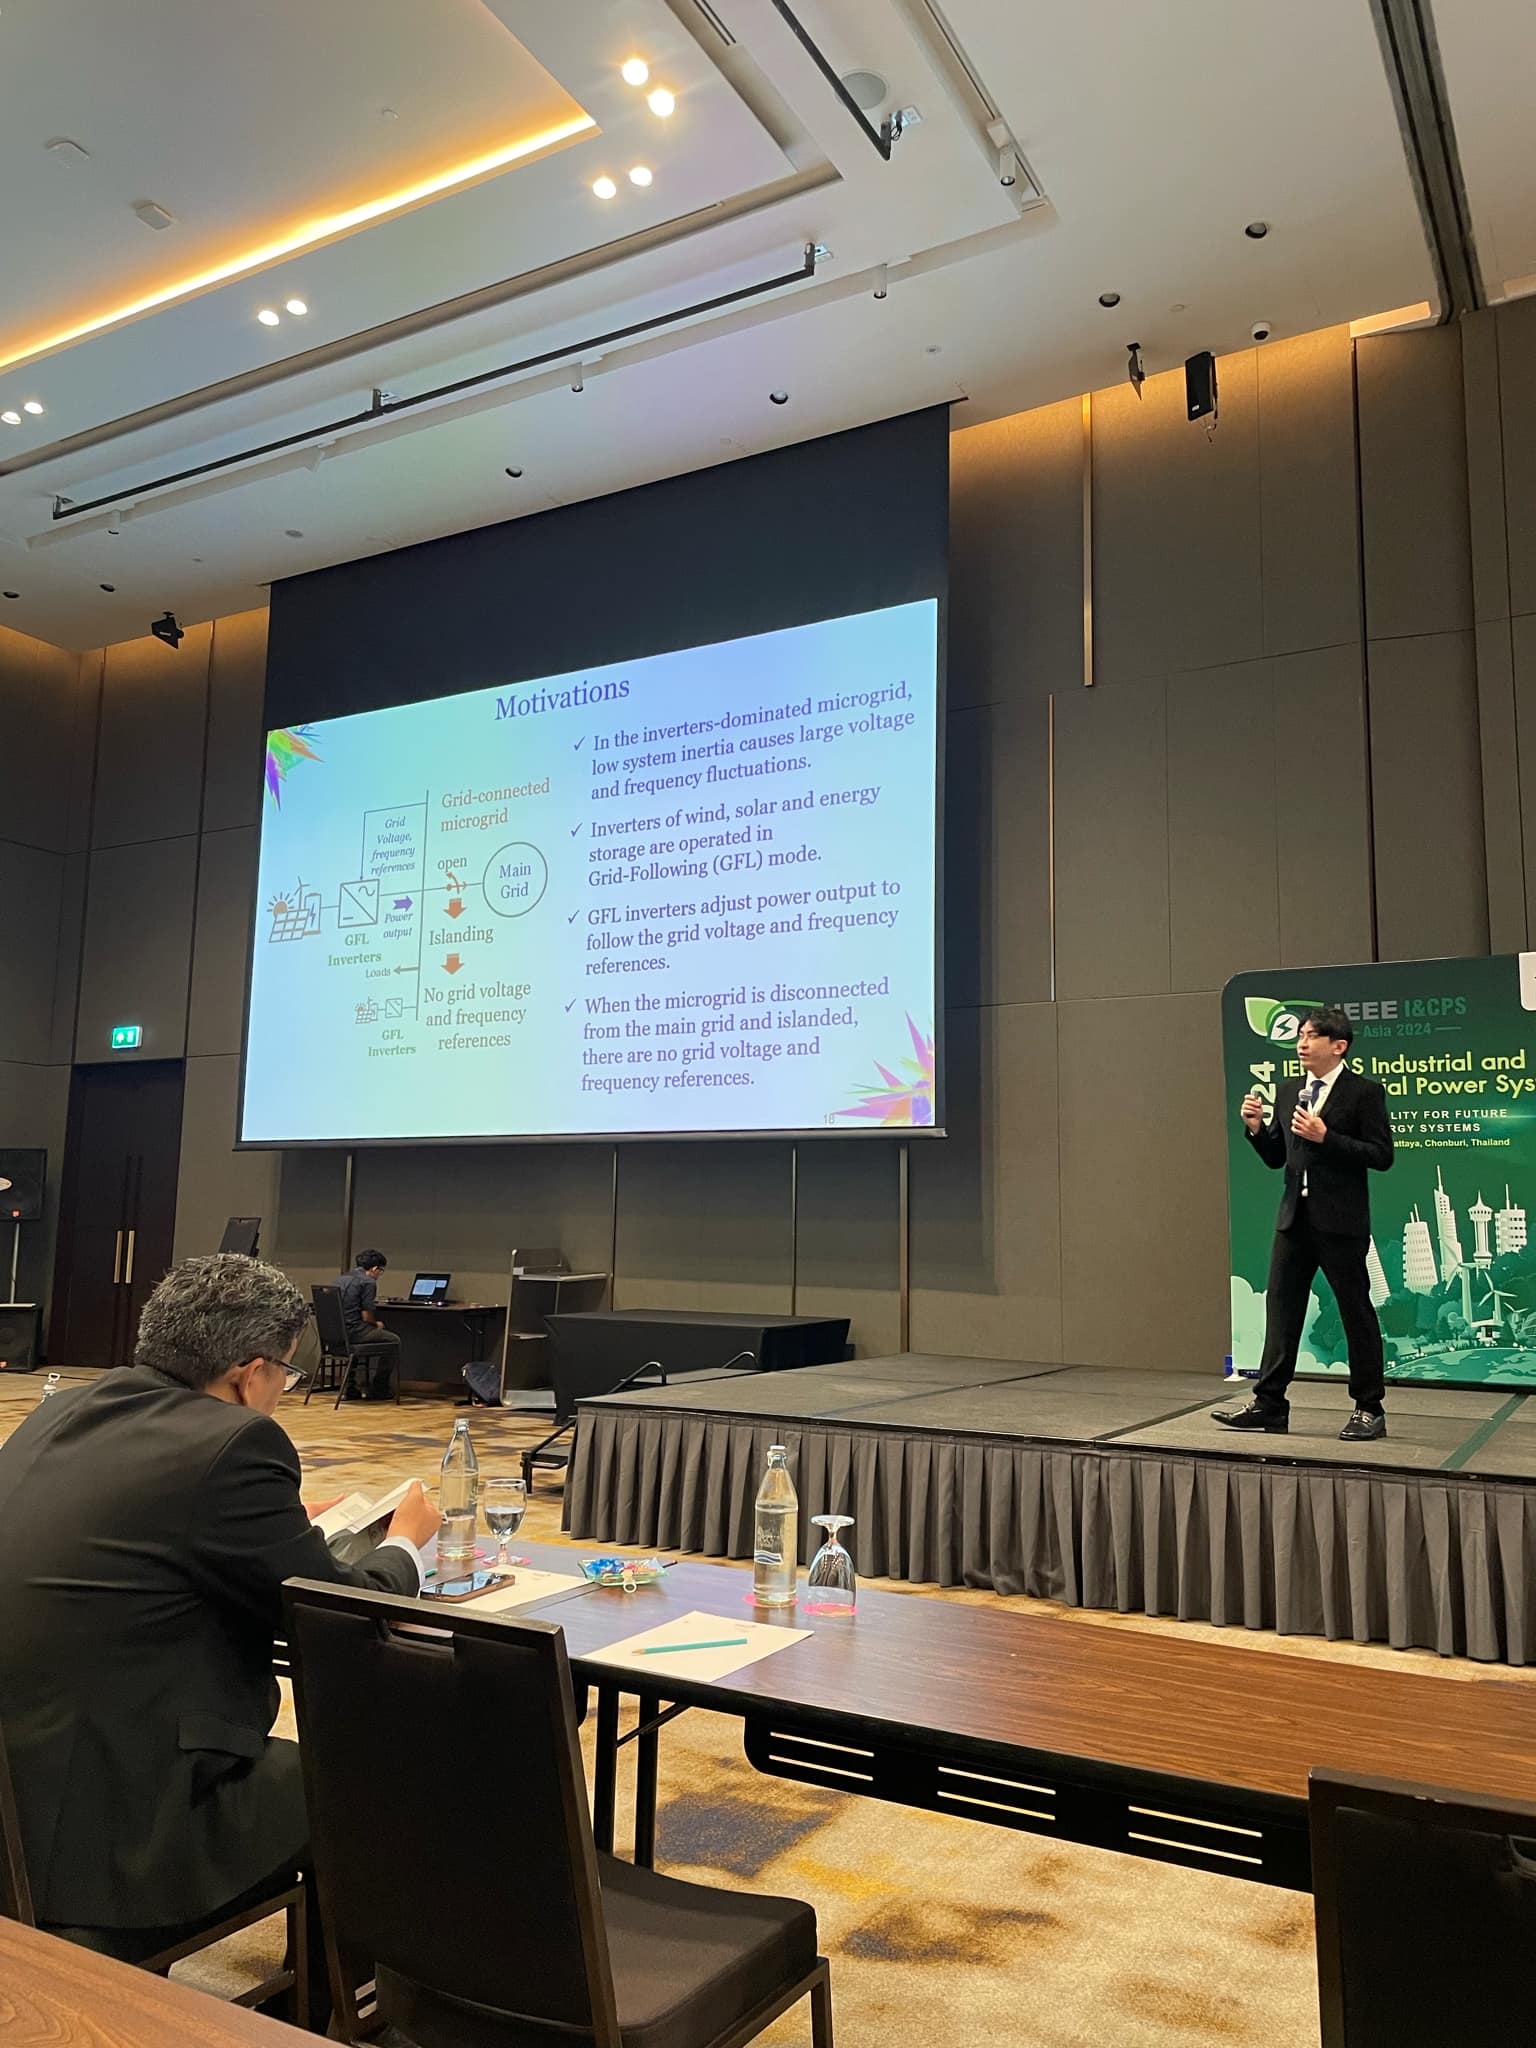 Motivations
✓ In the inverters-dominated microgrid,
low system inertia causes large voltage
and frequency fluctuations.
✓ Inverters of wind, solar and energy
storage are operated in
Grid-Following (GFL) mode.
✓ GFL inverters adjust power output to
follow the grid voltage and frequency
references.
✓ When the microgrid is disconnected
from the main grid and islanded,
there are no grid voltage and
frequency references.
Grid-connected
microgrid
Grid
Voltage,
frequency
references
open
Main
Grid
Power
output
GFL
Inverters
Islanding
Loads
No grid voltage
and frequency
references
GFL
Inverters
18
IEEE I&CPS
Asia 2024
Industrial and
Power
FOR FUTURE
SYSTEMS
Chonburi, Thailand